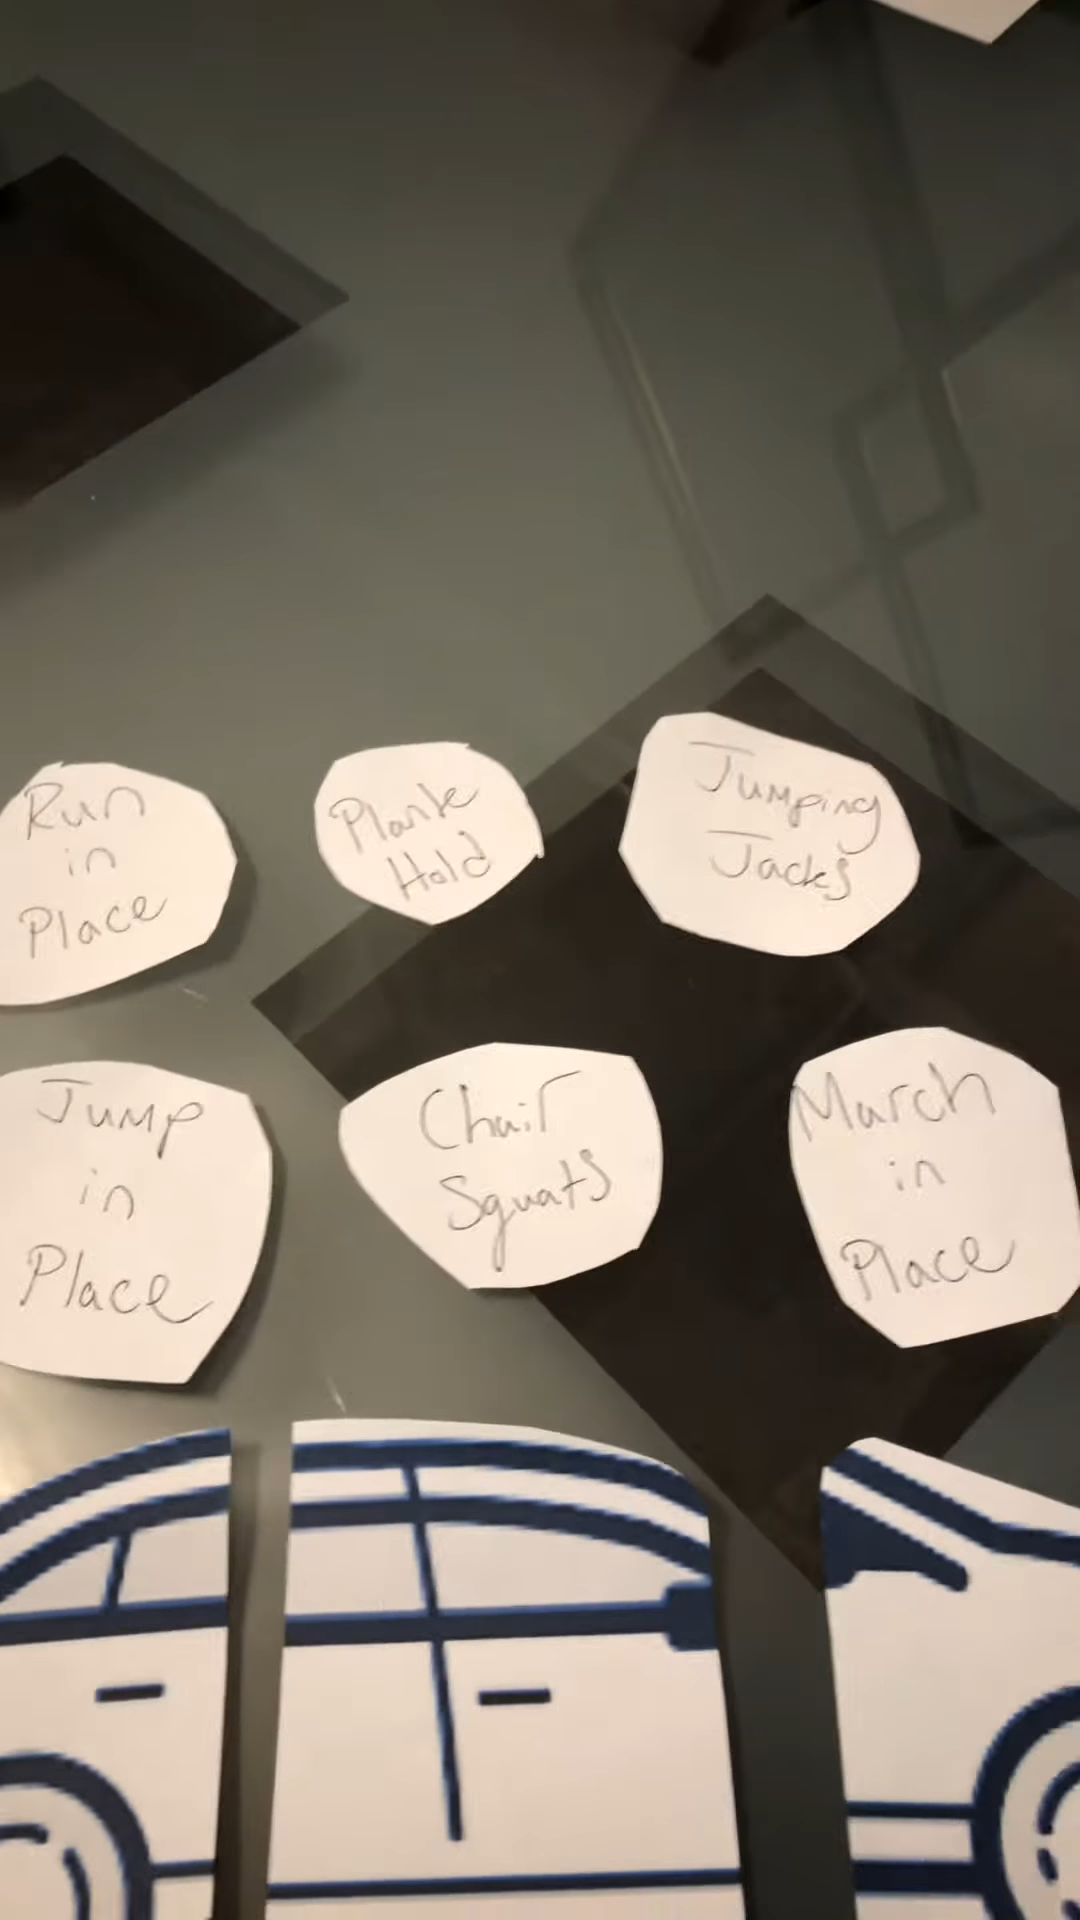 Run
in
Place
Plank
Hold
Jumping
Jacks
Jump
in
Place
Chair
Squats
March
in
Place